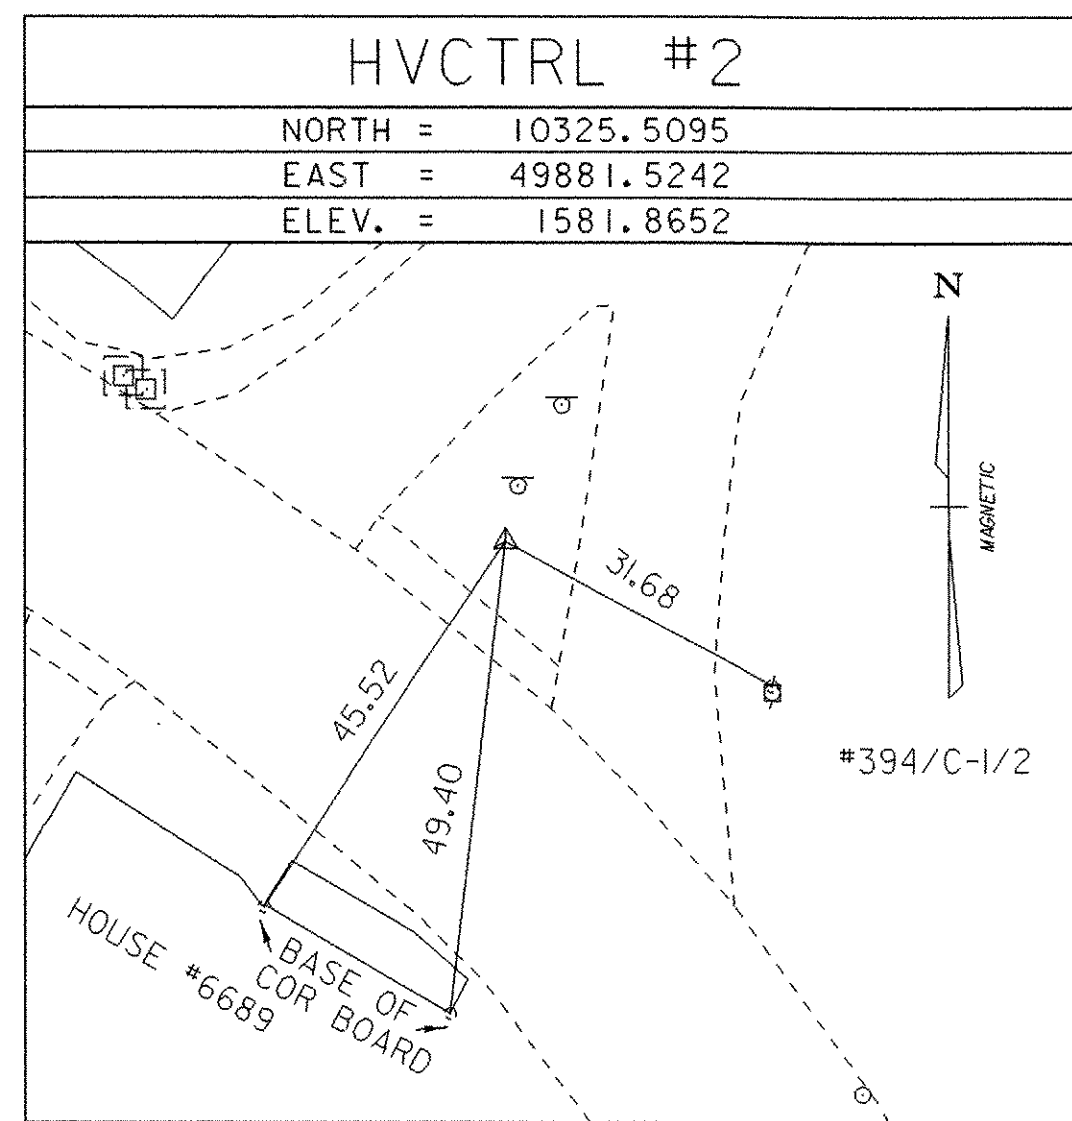 HVCTRL #2
NORTH = 10325.5095
EAST = 49881.5242
ELEV. = 1581.8652
N
MAGNETIC
31.68
45.52
49.40
#394/C-1/2
HOUSE #6689
BASE OF
COR BOARD